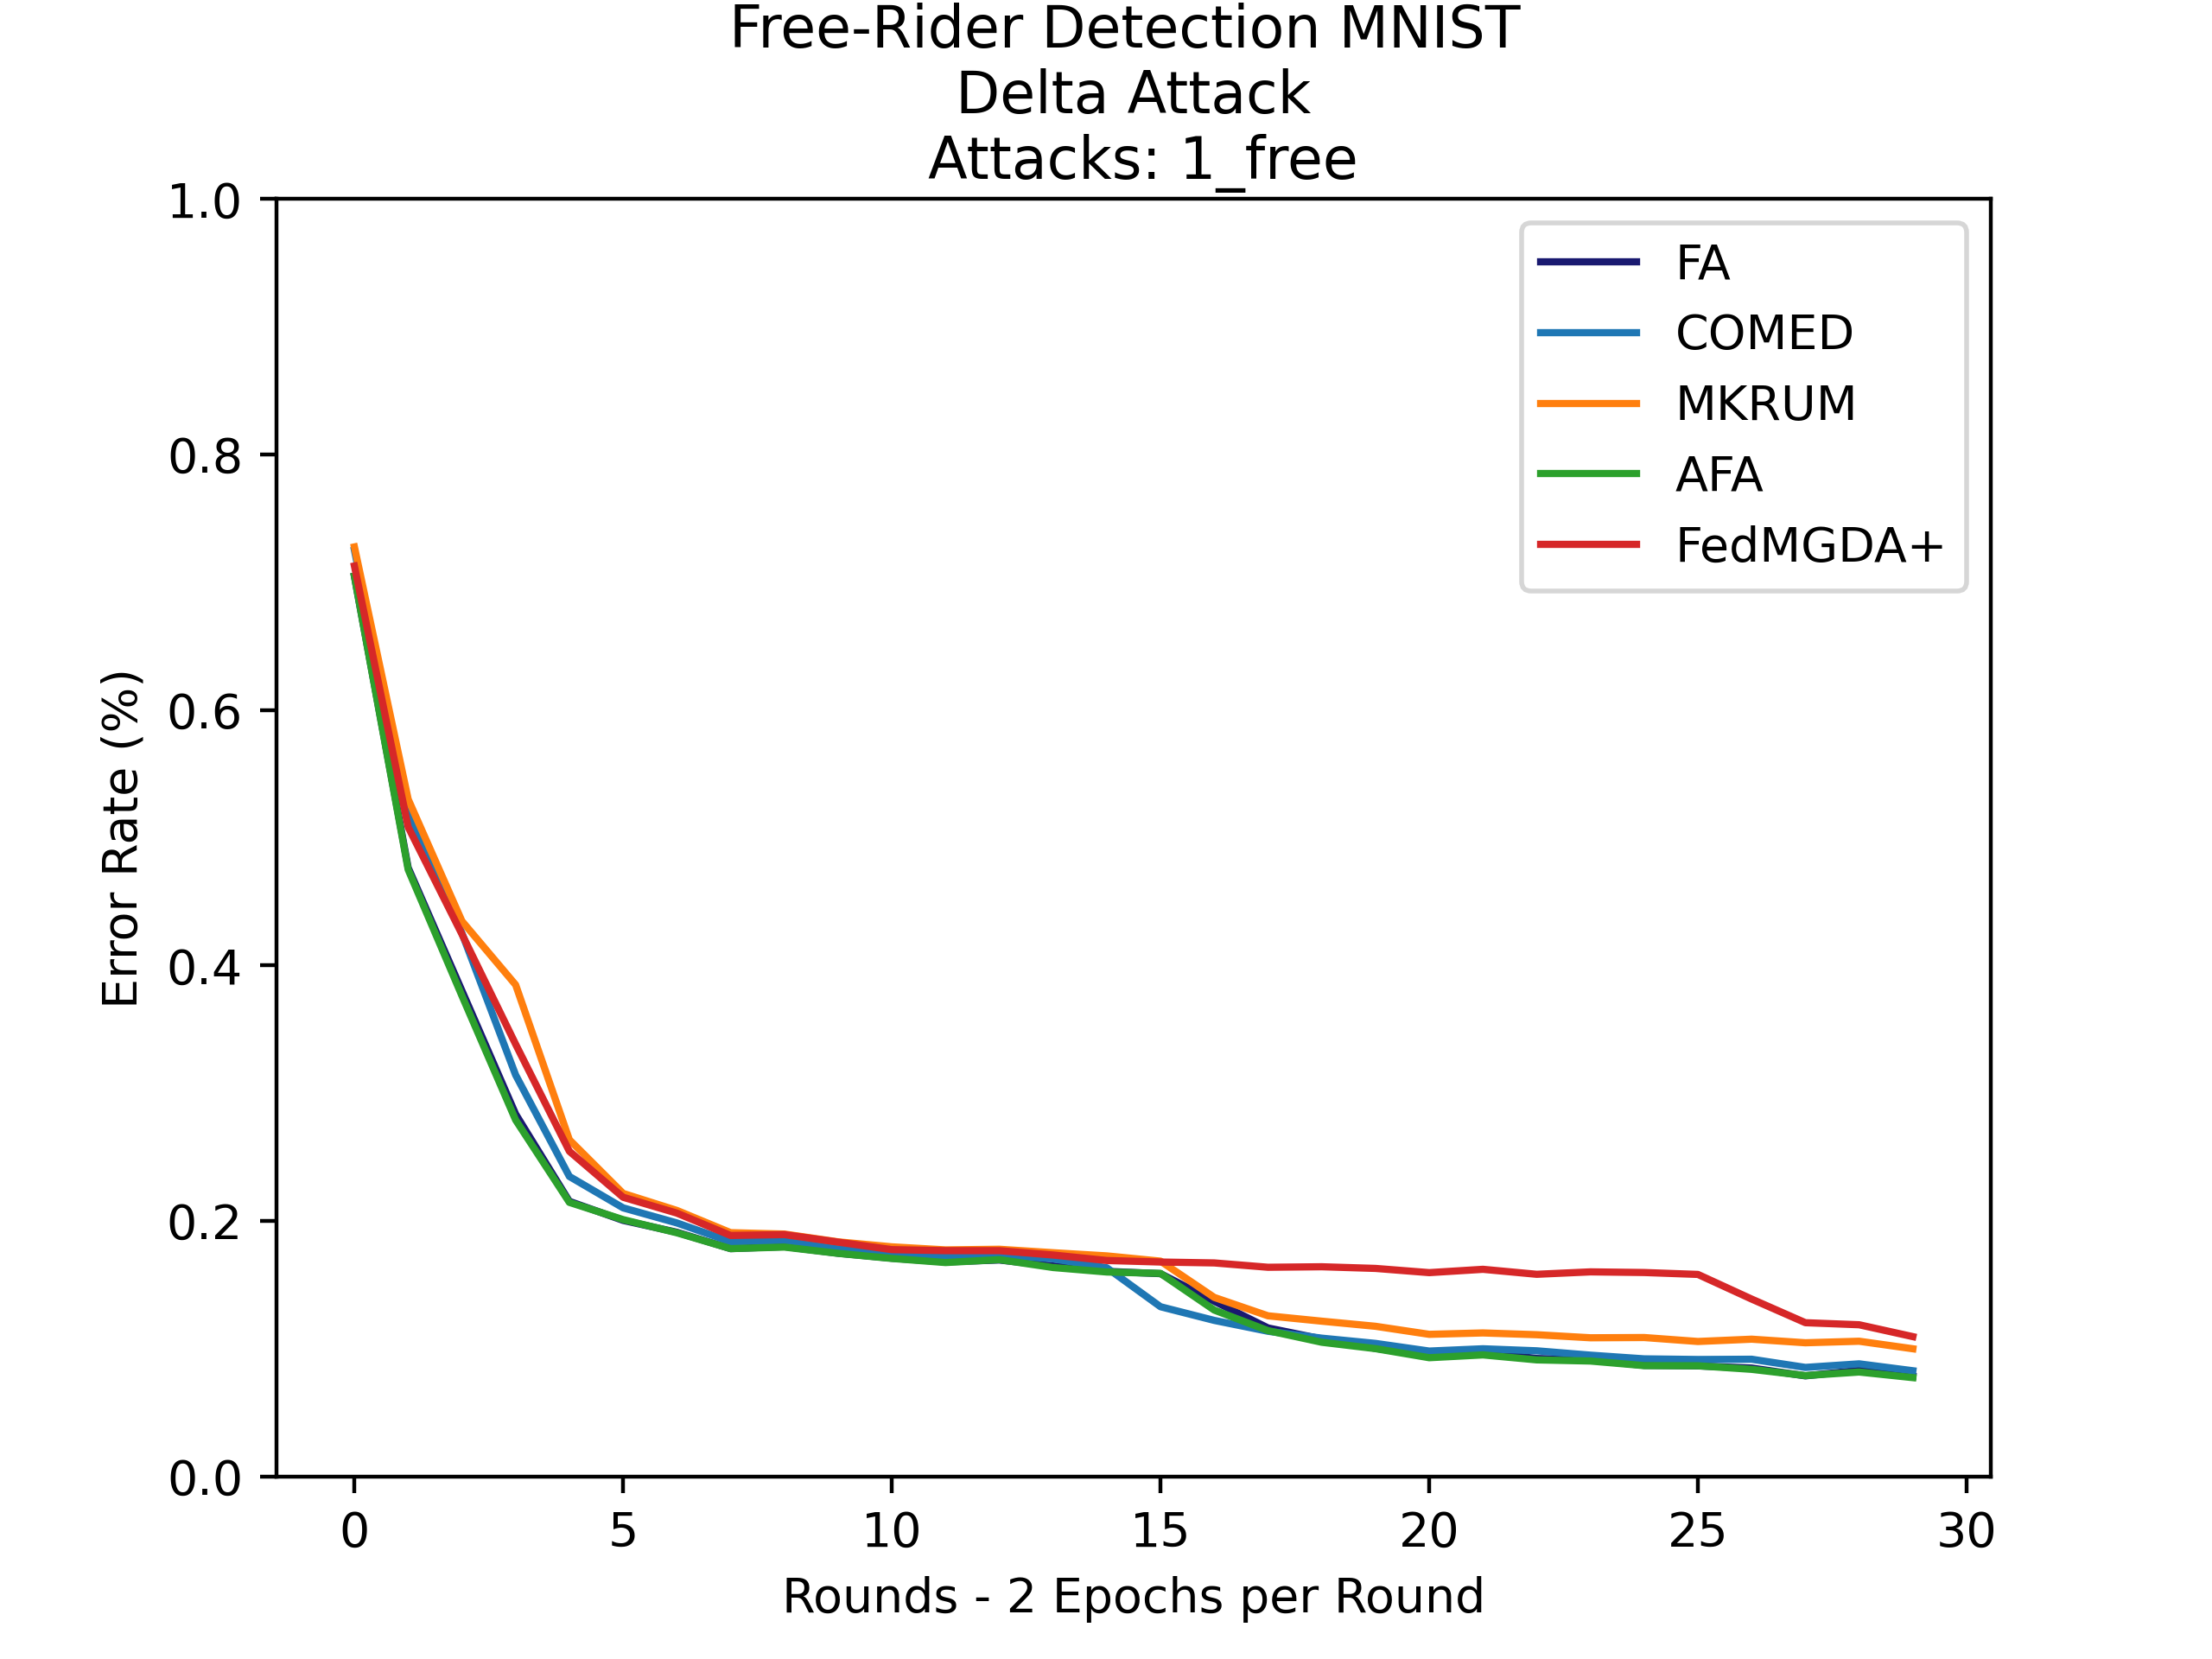 Free-Rider Detection MNIST
Delta Attack
Attacks: 1_free
1.0
0.8
0.6
0.4
0.2
0.0
Error Rate (%)
FA
COMED
MKRUM
AFA
FedMGDA+
0 5 10 15 20 25 30
Rounds - 2 Epochs per Round